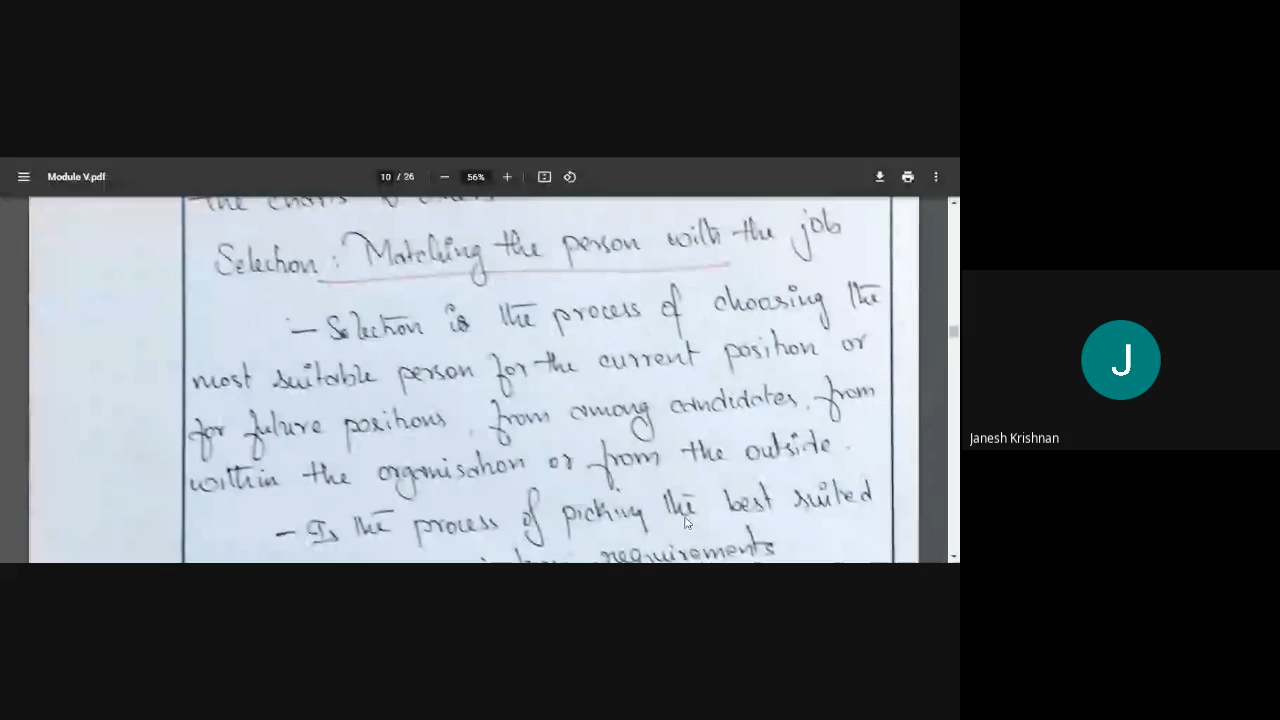 Module V.pdf
10 / 26
56%
Selection : Matching the person with the job
- Selection is the process of choosing the
most suitable person for the current position or
for future positions, from among candidates, from
within the organisation or from the outside.
- Is the process of picking the best suited
requirements
J
Janesh Krishnan